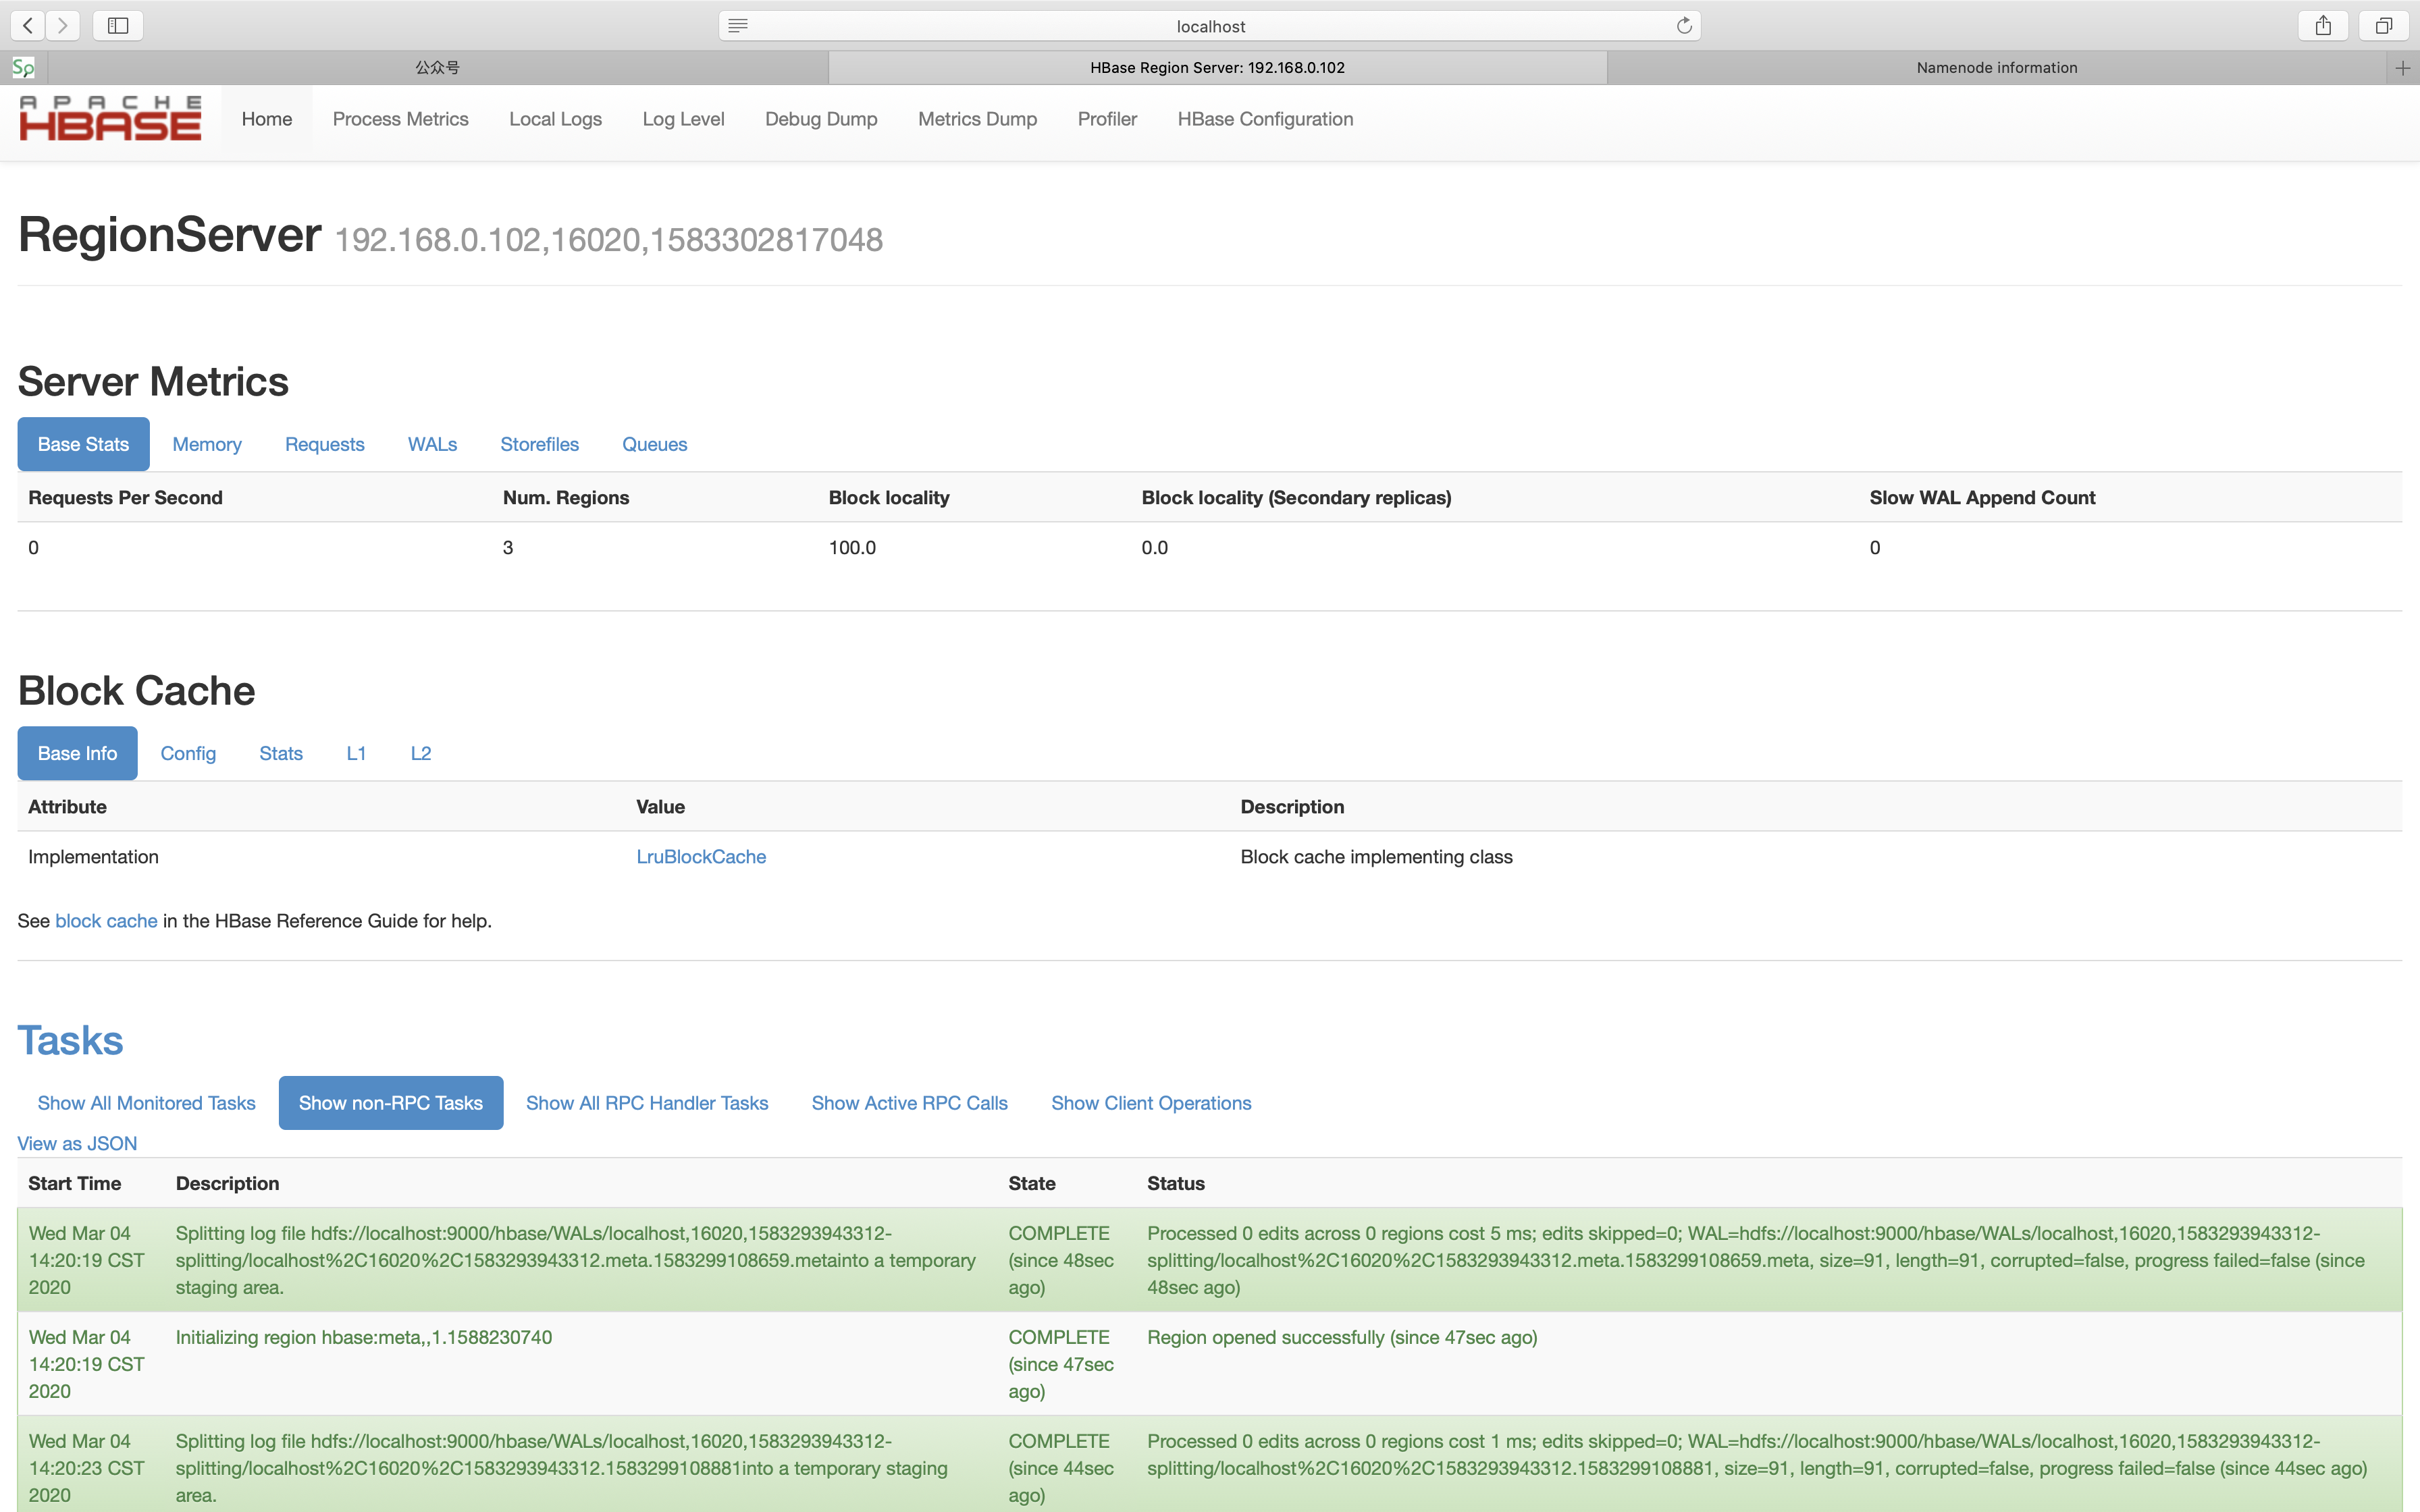 localhost
公众号
HBase Region Server: 192.168.0.102
Namenode information
APACHE
HBASE
Home Process Metrics Local Logs Log Level Debug Dump Metrics Dump Profiler HBase Configuration
RegionServer 192.168.0.102,16020,1583302817048
Server Metrics
Base Stats Memory Requests WALs Storefiles Queues
Requests Per Second Num. Regions Block locality Block locality (Secondary replicas) Slow WAL Append Count
0 3 100.0 0.0 0
Block Cache
Base Info Config Stats L1 L2
Attribute Value Description
Implementation LruBlockCache Block cache implementing class
See block cache in the HBase Reference Guide for help.
Tasks
Show All Monitored Tasks Show non-RPC Tasks Show All RPC Handler Tasks Show Active RPC Calls Show Client Operations
View as JSON
Start Time Description State Status
Wed Mar 04
14:20:19 CST
2020
Splitting log file hdfs://localhost:9000/hbase/WALs/localhost,16020,1583293943312-
splitting/localhost%2C16020%2C1583293943312.meta.1583299108659.metainto a temporary
staging area.
COMPLETE
(since 48sec
ago)
Processed 0 edits across 0 regions cost 5 ms; edits skipped=0; WAL=hdfs://localhost:9000/hbase/WALs/localhost,16020,1583293943312-
splitting/localhost%2C16020%2C1583293943312.meta.1583299108659.meta, size=91, length=91, corrupted=false, progress failed=false (since
48sec ago)
Wed Mar 04
14:20:19 CST
2020
Initializing region hbase:meta,,1.1588230740
COMPLETE
(since 47sec
ago)
Region opened successfully (since 47sec ago)
Wed Mar 04
14:20:23 CST
2020
Splitting log file hdfs://localhost:9000/hbase/WALs/localhost,16020,1583293943312-
splitting/localhost%2C16020%2C1583293943312.1583299108881into a temporary staging
area.
COMPLETE
(since 44sec
ago)
Processed 0 edits across 0 regions cost 1 ms; edits skipped=0; WAL=hdfs://localhost:9000/hbase/WALs/localhost,16020,1583293943312-
splitting/localhost%2C16020%2C1583293943312.1583299108881, size=91, length=91, corrupted=false, progress failed=false (since 44sec ago)